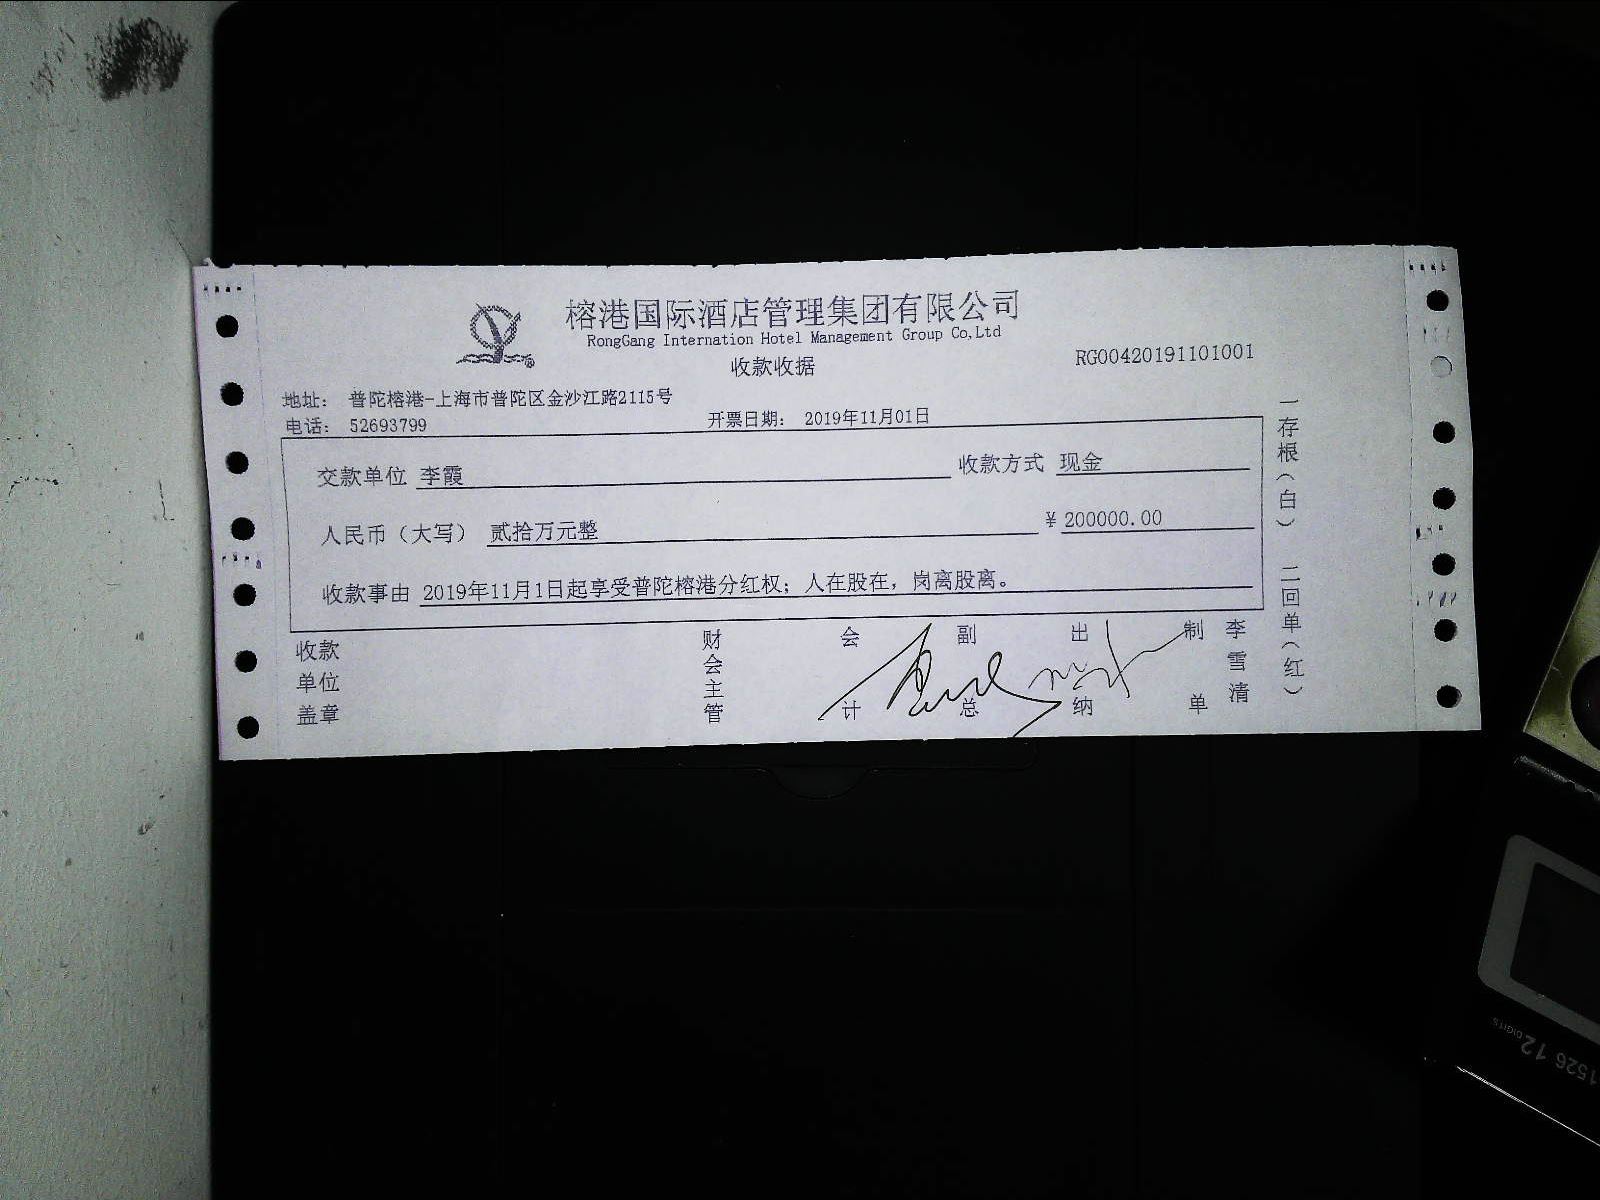 榕港国际酒店管理集团有限公司
RongGang Internation Hotel Management Group Co,Ltd
收款收据
RG00420191101001
地址： 普陀榕港-上海市普陀区金沙江路2115号
电话： 52693799
开票日期： 2019年11月01日
交款单位 李霞 收款方式 现金
人民币（大写） 贰拾万元整 ¥ 200000.00
收款事由 2019年11月1日起享受普陀榕港分红权；人在股在，岗离股离。
收款单位盖章
财会主管
会计
副总
出纳
制单
李雪清
一存根（白） 二回单（红）
1526 12 DIGITS